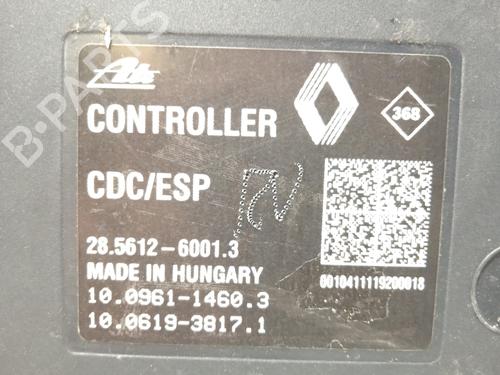 Ate
CONTROLLER
368
CDC/ESP
28.5612-6001.3
MADE IN HUNGARY
10.0961-1460.3
10.0619-3817.1
6010411119200018
B-PARTS